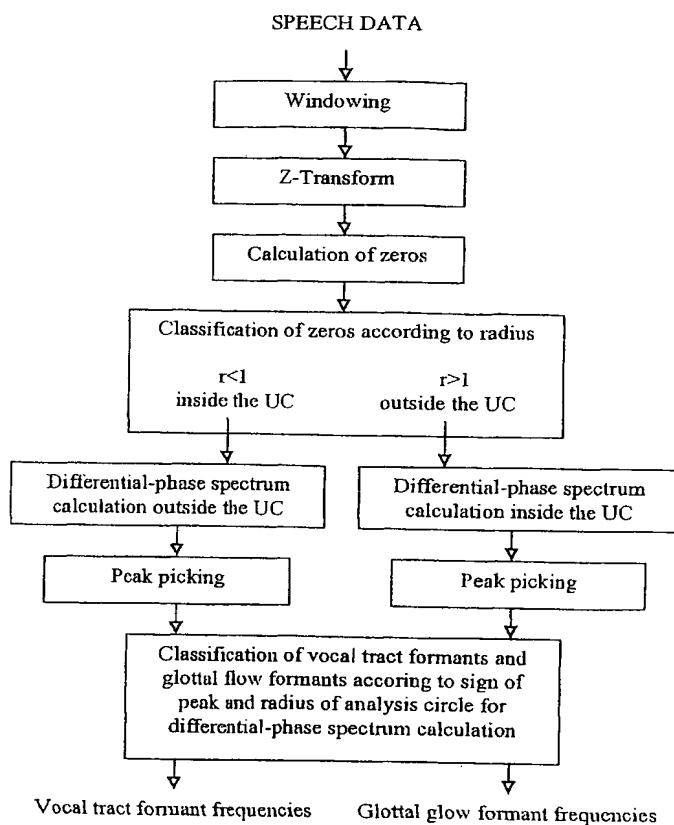 SPEECH DATA
Windowing
Z-Transform
Calculation of zeros
Classification of zeros according to radius
r<1
inside the UC
r>1
outside the UC
Differential-phase spectrum
calculation outside the UC
Differential-phase spectrum
calculation inside the UC
Peak picking
Peak picking
Classification of vocal tract formants and
glottal flow formants accoring to sign of
peak and radius of analysis circle for
differential-phase spectrum calculation
Vocal tract formant frequencies
Glottal glow formant frequencies